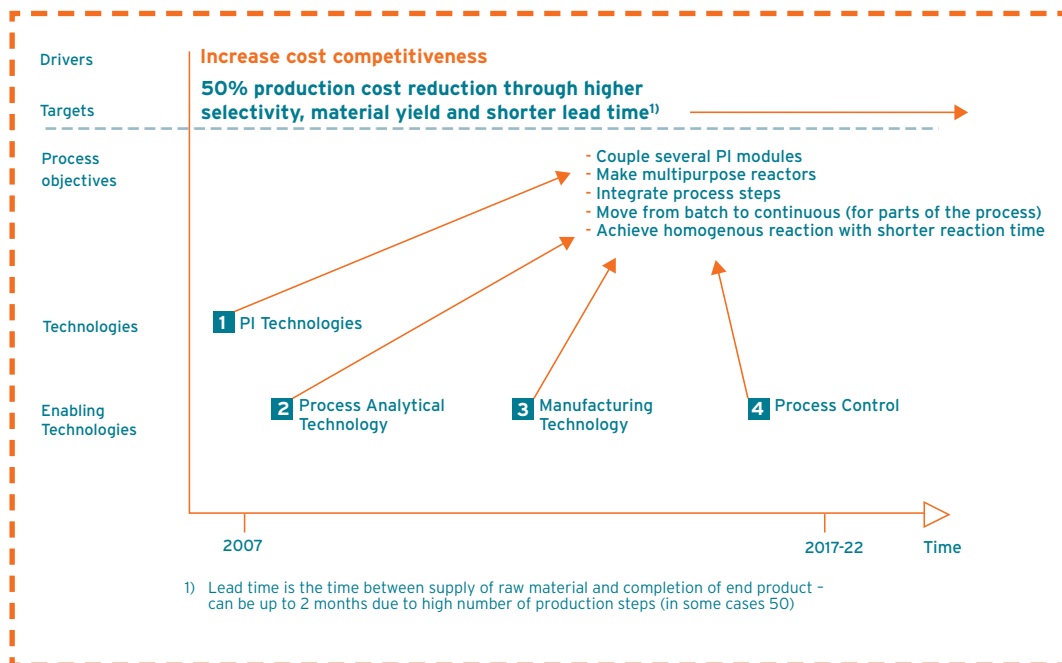 Drivers
Increase cost competitiveness
Targets
50% production cost reduction through higher
selectivity, material yield and shorter lead time1)
Process
objectives
- Couple several PI modules
- Make multipurpose reactors
- Integrate process steps
- Move from batch to continuous (for parts of the process)
- Achieve homogenous reaction with shorter reaction time
Technologies
1 PI Technologies
Enabling
Technologies
2 Process Analytical
Technology
3 Manufacturing
Technology
4 Process Control
2007
2017-22
Time
1) Lead time is the time between supply of raw material and completion of end product –
can be up to 2 months due to high number of production steps (in some cases 50)